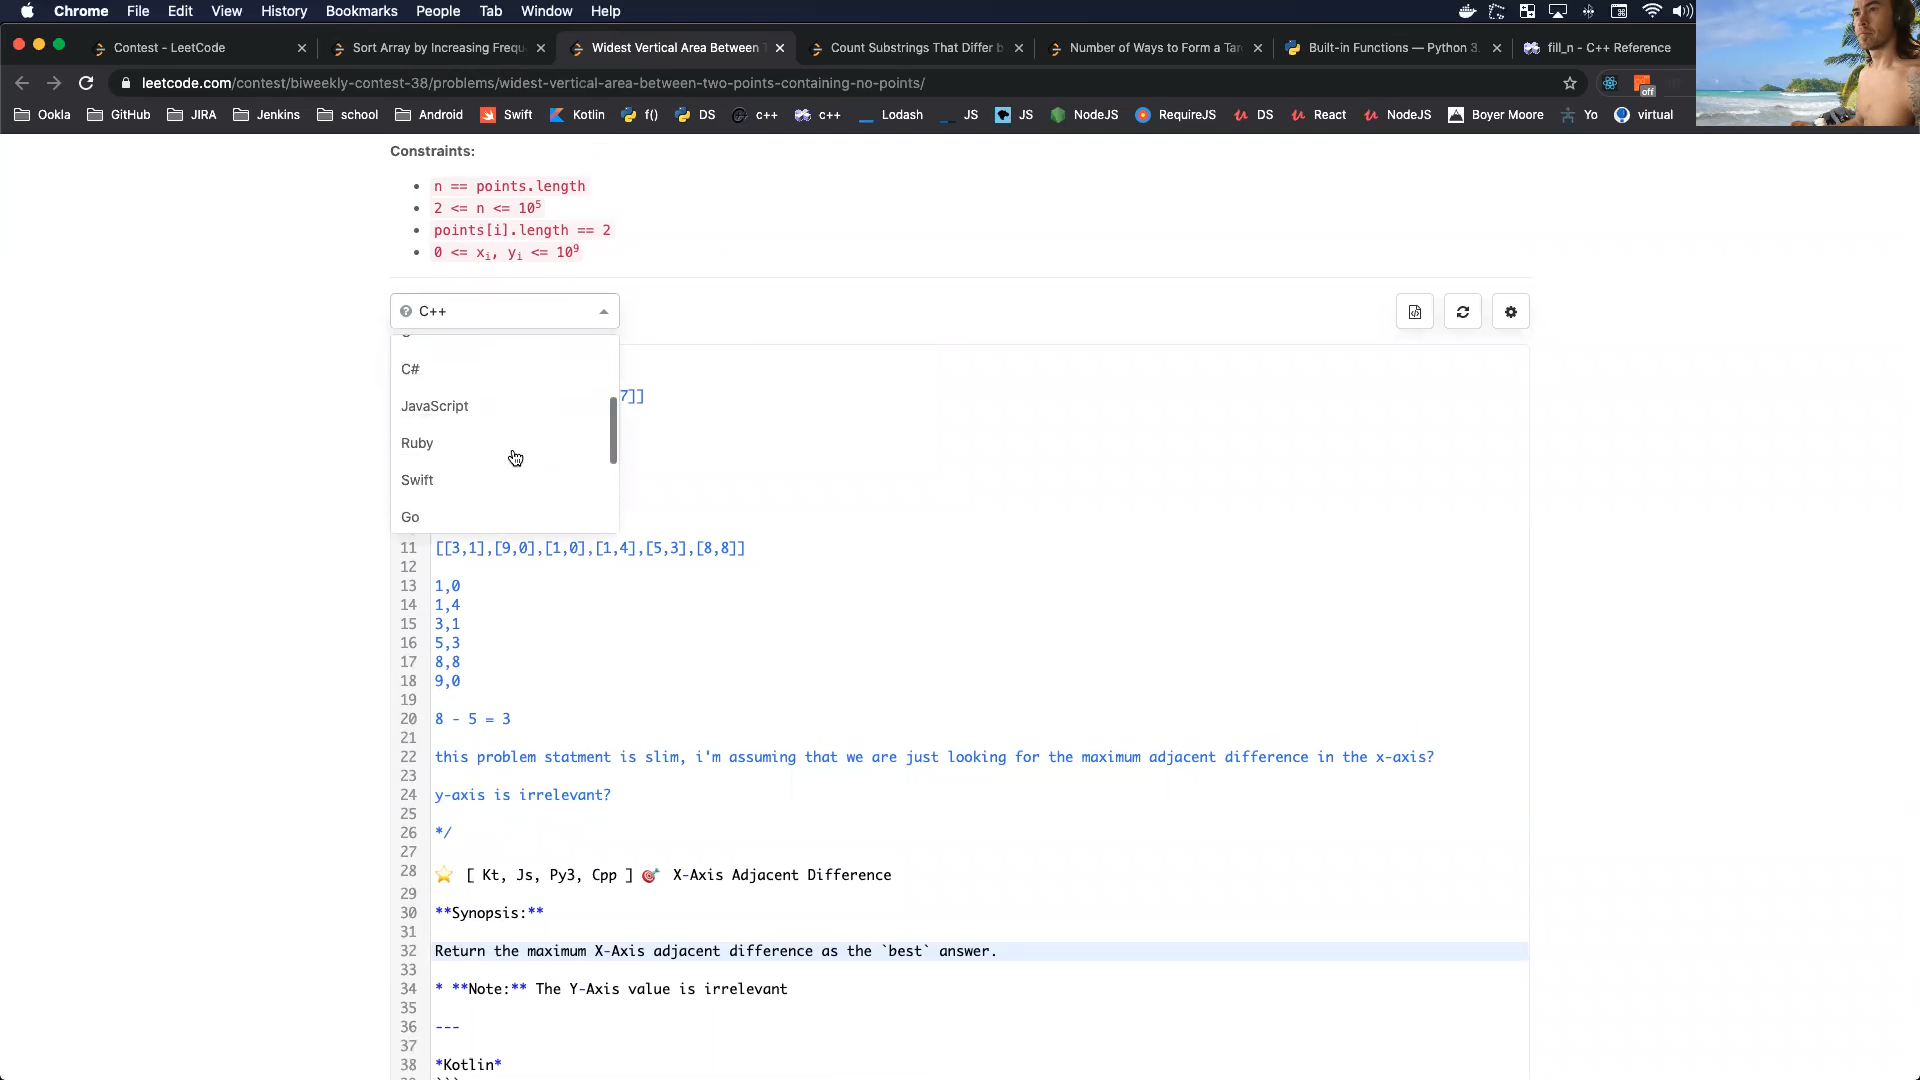 Chrome File Edit View History Bookmarks People Tab Window Help
Contest - LeetCode
Sort Array by Increasing Frequ
Widest Vertical Area Between T
Count Substrings That Differ b
Number of Ways to Form a Tar
Built-in Functions — Python 3.
fill_n - C++ Reference
leetcode.com/contest/biweekly-contest-38/problems/widest-vertical-area-between-two-points-containing-no-points/
off
Ookla GitHub JIRA Jenkins school Android Swift Kotlin f() DS c++ c++ Lodash JS JS NodeJS RequireJS DS React NodeJS Boyer Moore Yo virtual
Constraints:
n == points.length
2 <= n <= 10⁵
points[i].length == 2
0 <= xᵢ, yᵢ <= 10⁹
C++
C#
JavaScript
Ruby
Swift
Go
7]]
11 [[3,1],[9,0],[1,0],[1,4],[5,3],[8,8]]
12
13 1,0
14 1,4
15 3,1
16 5,3
17 8,8
18 9,0
19
20 8 - 5 = 3
21
22 this problem statment is slim, i'm assuming that we are just looking for the maximum adjacent difference in the x-axis?
23
24 y-axis is irrelevant?
25
26 */
27
28 ⭐ [ Kt, Js, Py3, Cpp ] 🎯 X-Axis Adjacent Difference
29
30 **Synopsis:**
31
32 Return the maximum X-Axis adjacent difference as the `best` answer.
33
34 * **Note:** The Y-Axis value is irrelevant
35
36 ---
37
38 *Kotlin*